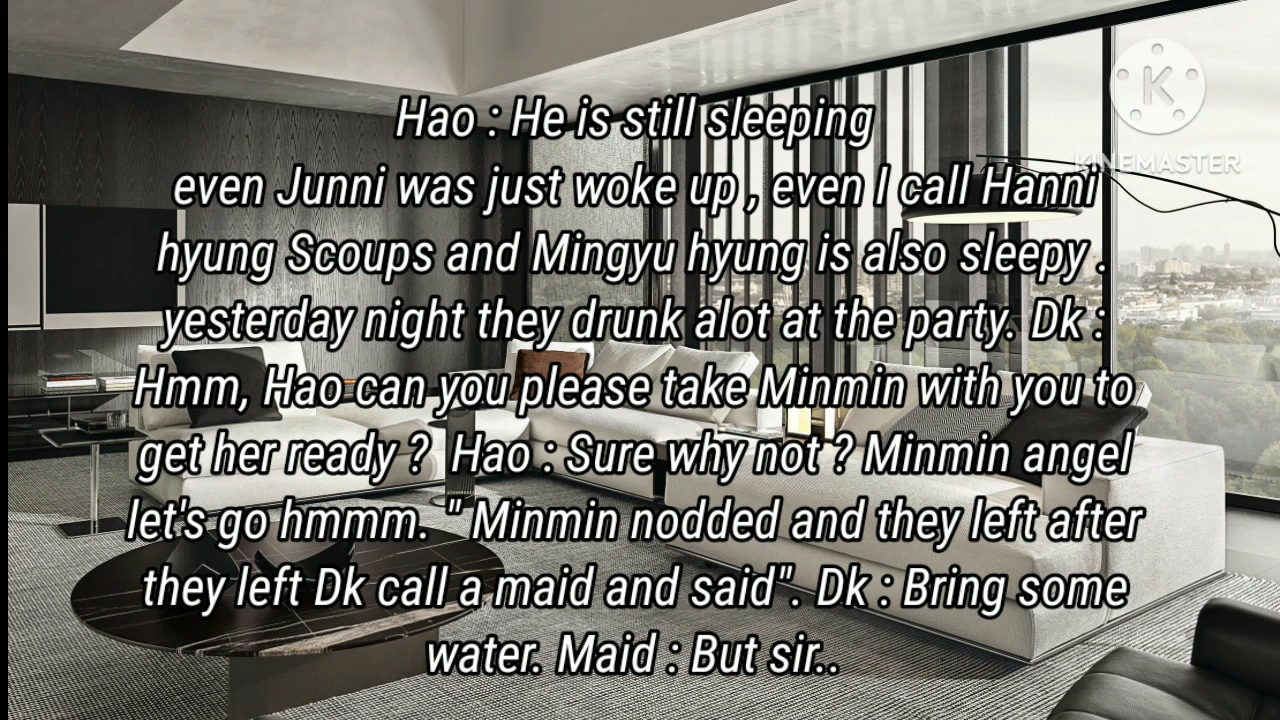 Hao : He is still sleeping
even Junni was just woke up , even I call Hanni
hyung Scoups and Mingyu hyung is also sleepy .
yesterday night they drunk alot at the party. Dk :
Hmm, Hao can you please take Minmin with you to
get her ready ?  Hao : Sure why not ? Minmin angel
let's go hmmm. " Minmin nodded and they left after
they left Dk call a maid and said". Dk : Bring some
water. Maid : But sir..
K
KINEMASTER